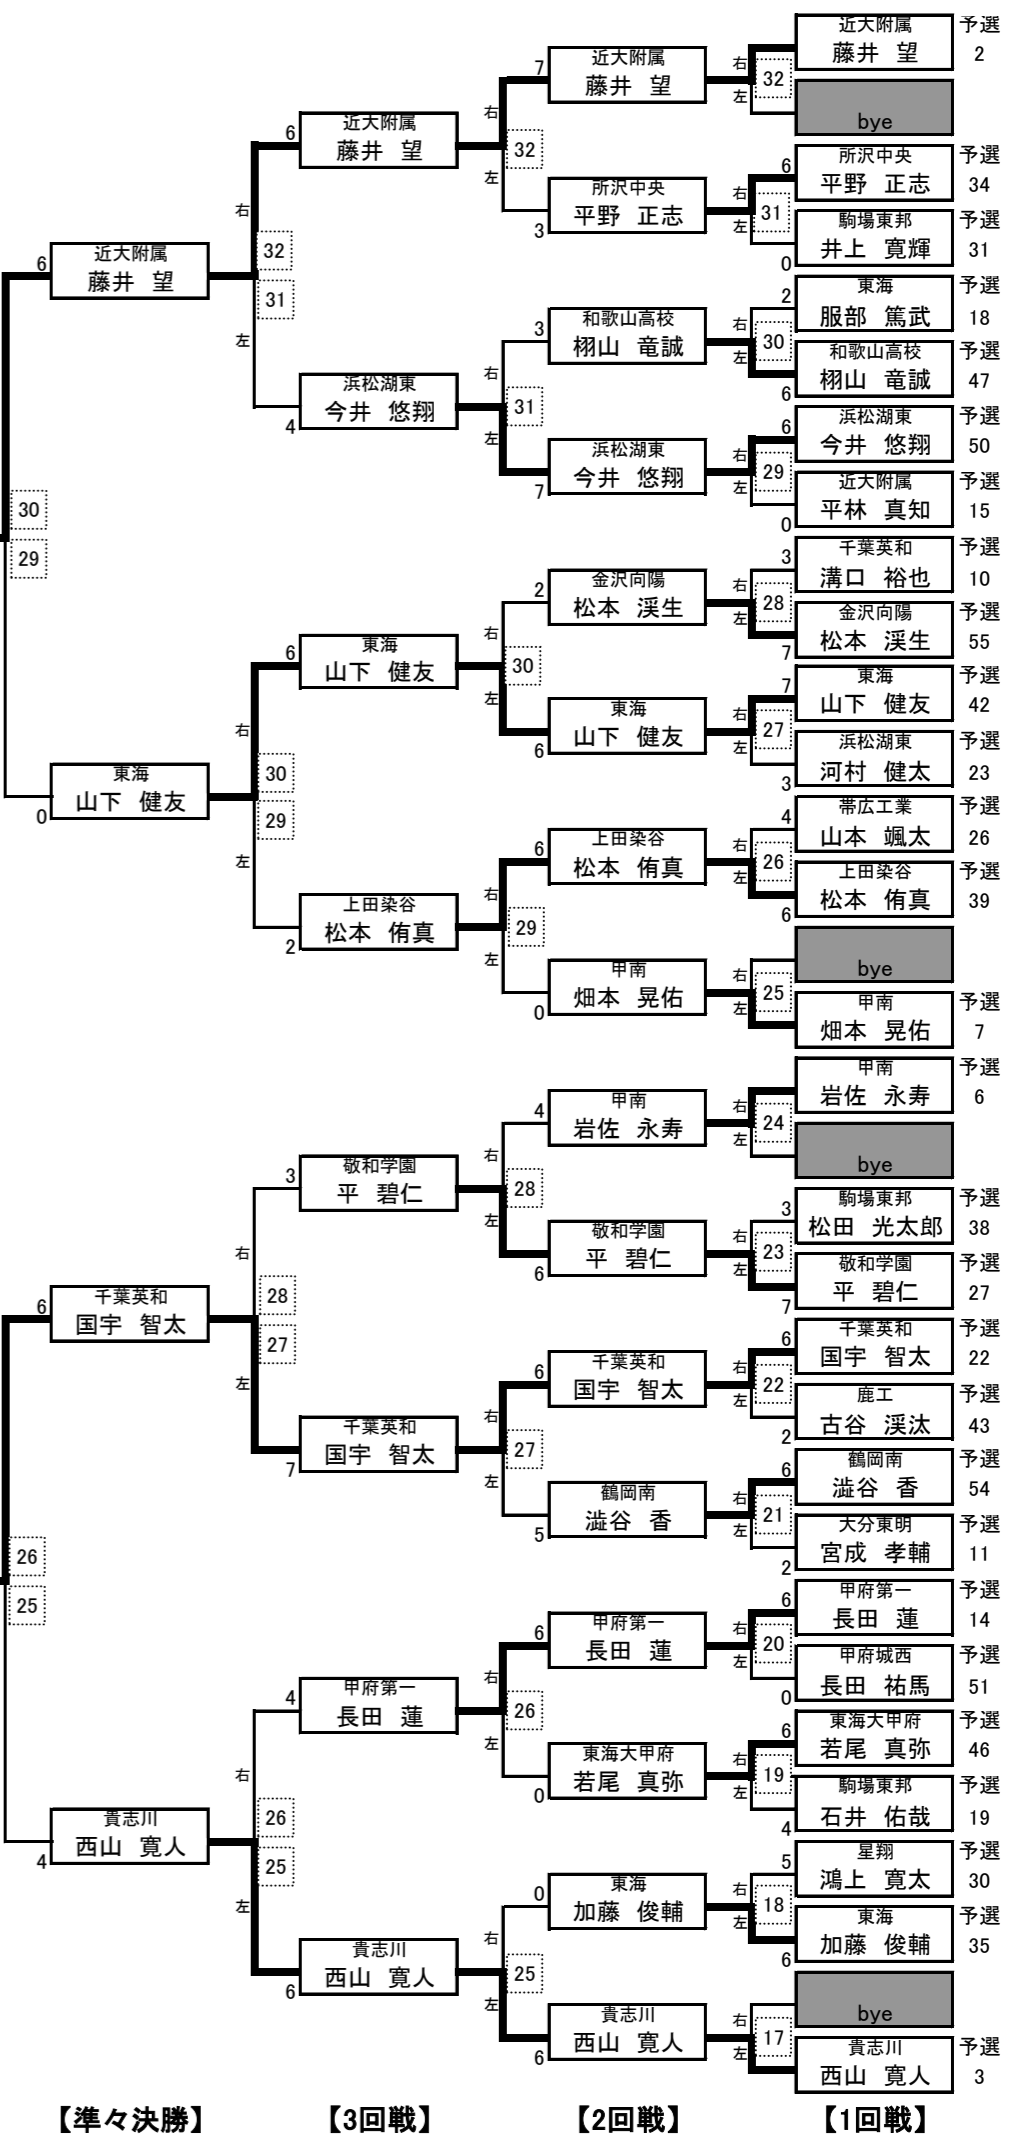 近大附属
藤井 望
予選
2
32
右
左
bye
7
近大附属
藤井 望
6
所沢中央
平野 正志
予選
34
31
右
左
駒場東邦
井上 寛輝
予選
31
0
所沢中央
平野 正志
3
右
32
左
6
近大附属
藤井 望
2
東海
服部 篤武
予選
18
30
右
左
和歌山高校
栩山 竜誠
予選
47
6
3
和歌山高校
栩山 竜誠
6
浜松湖東
今井 悠翔
予選
50
29
右
左
近大附属
平林 真知
予選
15
0
浜松湖東
今井 悠翔
7
右
31
左
浜松湖東
今井 悠翔
4
右
32
31
左
6
近大附属
藤井 望
3
千葉英和
溝口 裕也
予選
10
28
右
左
金沢向陽
松本 渓生
予選
55
7
2
金沢向陽
松本 渓生
7
東海
山下 健友
予選
42
27
右
左
浜松湖東
河村 健太
予選
23
3
東海
山下 健友
6
右
30
左
6
東海
山下 健友
4
帯広工業
山本 颯太
予選
26
26
右
左
上田染谷
松本 侑真
予選
39
6
6
上田染谷
松本 侑真
bye
25
右
左
甲南
畑本 晃佑
予選
7
甲南
畑本 晃佑
0
右
29
左
上田染谷
松本 侑真
2
右
30
29
左
東海
山下 健友
0
30
29
甲南
岩佐 永寿
予選
6
24
右
左
bye
4
甲南
岩佐 永寿
3
駒場東邦
松田 光太郎
予選
38
23
右
左
敬和学園
平 碧仁
予選
27
7
敬和学園
平 碧仁
6
右
28
左
3
敬和学園
平 碧仁
6
千葉英和
国宇 智太
予選
22
22
右
左
鹿工
古谷 渓汰
予選
43
2
6
千葉英和
国宇 智太
6
鶴岡南
澁谷 香
予選
54
21
右
左
大分東明
宮成 孝輔
予選
11
2
鶴岡南
澁谷 香
5
右
27
左
千葉英和
国宇 智太
7
右
28
27
左
6
千葉英和
国宇 智太
6
甲府第一
長田 蓮
予選
14
20
右
左
甲府城西
長田 祐馬
予選
51
0
6
甲府第一
長田 蓮
6
東海大甲府
若尾 真弥
予選
46
19
右
左
駒場東邦
石井 佑哉
予選
19
4
東海大甲府
若尾 真弥
0
右
26
左
4
甲府第一
長田 蓮
5
星翔
鴻上 寛太
予選
30
18
右
左
東海
加藤 俊輔
予選
35
6
0
東海
加藤 俊輔
bye
17
右
左
貴志川
西山 寛人
予選
3
貴志川
西山 寛人
6
右
25
左
貴志川
西山 寛人
6
右
26
25
左
貴志川
西山 寛人
4
26
25
【準々決勝】 【3回戦】 【2回戦】 【1回戦】